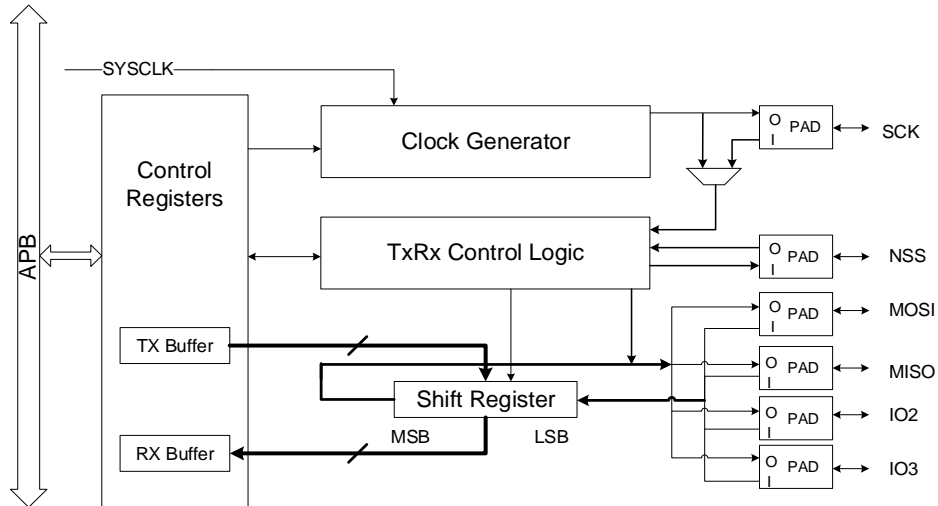 SYSCLK
Clock Generator
O
I
PAD
SCK
Control
Registers
APB
TxRx Control Logic
O
I
PAD
NSS
O
I
PAD
MOSI
TX Buffer
O
I
PAD
MISO
Shift Register
MSB
LSB
O
I
PAD
IO2
RX Buffer
O
I
PAD
IO3